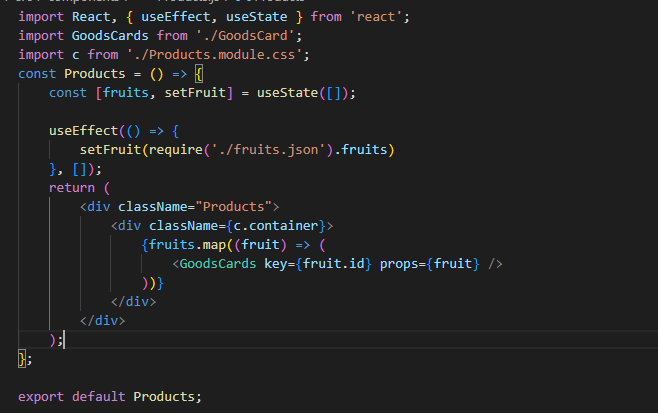 import React, { useEffect, useState } from 'react';
import GoodsCards from './GoodsCard';
import c from './Products.module.css';
const Products = () => {
    const [fruits, setFruit] = useState([]);

    useEffect(() => {
        setFruit(require('./fruits.json').fruits)
    }, []);
    return (
        <div className="Products">
            <div className={c.container}>
                {fruits.map((fruit) => (
                    <GoodsCards key={fruit.id} props={fruit} />
                ))}
            </div>
        </div>
    );
};

export default Products;